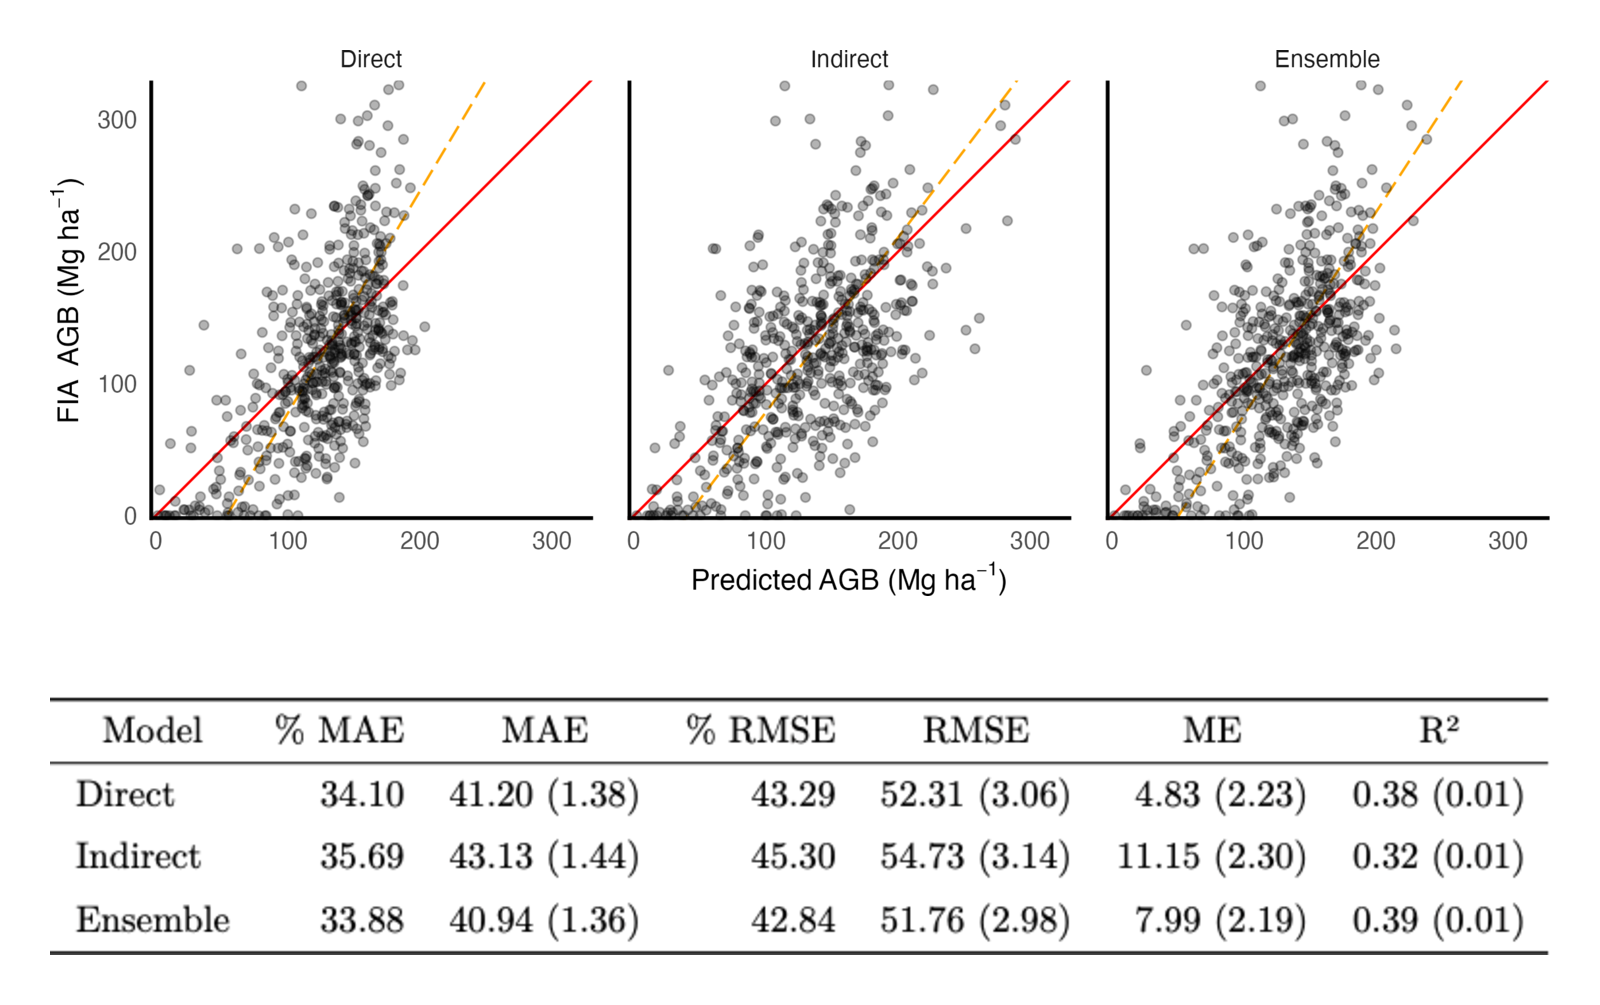 Direct Indirect Ensemble
300
200
100
0
FIA AGB (Mg ha⁻¹)
0 100 200 300 0 100 200 300 0 100 200 300
Predicted AGB (Mg ha⁻¹)
Model % MAE MAE % RMSE RMSE ME R²
Direct 34.10 41.20 (1.38) 43.29 52.31 (3.06) 4.83 (2.23) 0.38 (0.01)
Indirect 35.69 43.13 (1.44) 45.30 54.73 (3.14) 11.15 (2.30) 0.32 (0.01)
Ensemble 33.88 40.94 (1.36) 42.84 51.76 (2.98) 7.99 (2.19) 0.39 (0.01)